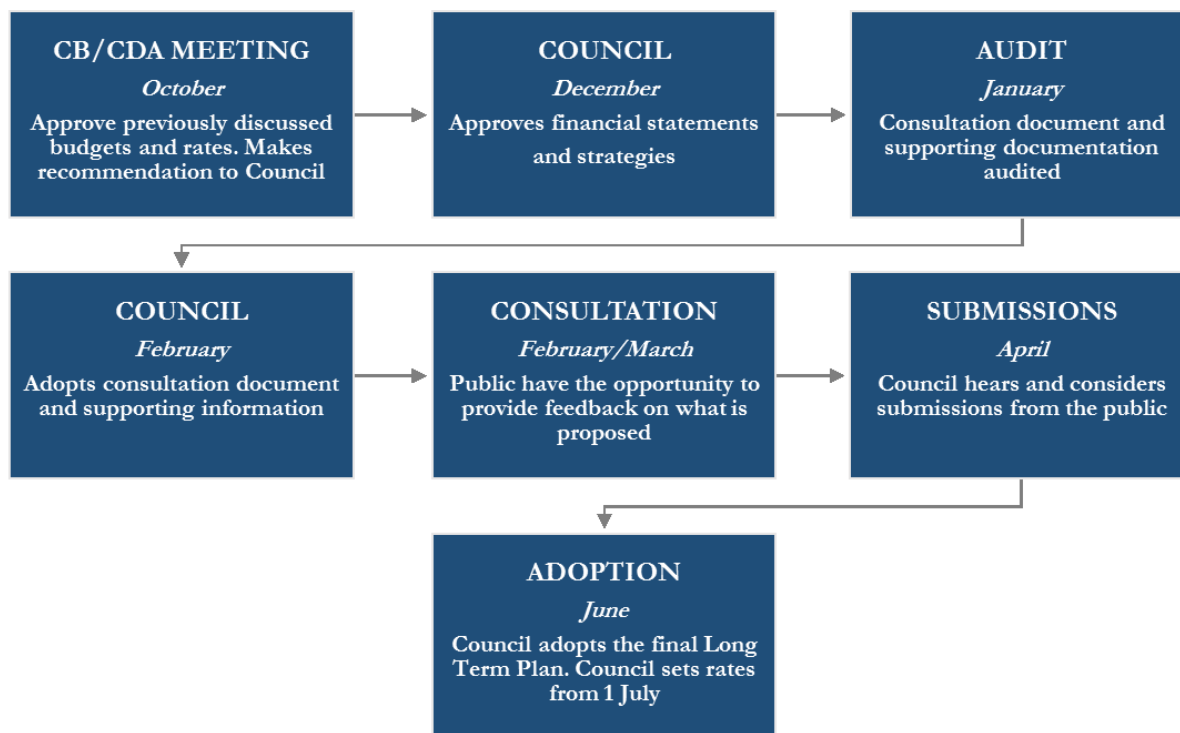 CB/CDA MEETING
October
Approve previously discussed
budgets and rates. Makes
recommendation to Council
COUNCIL
December
Approves financial statements
and strategies
AUDIT
January
Consultation document and
supporting documentation
audited
COUNCIL
February
Adopts consultation document
and supporting information
CONSULTATION
February/March
Public have the opportunity to
provide feedback on what is
proposed
SUBMISSIONS
April
Council hears and considers
submissions from the public
ADOPTION
June
Council adopts the final Long
Term Plan. Council sets rates
from 1 July